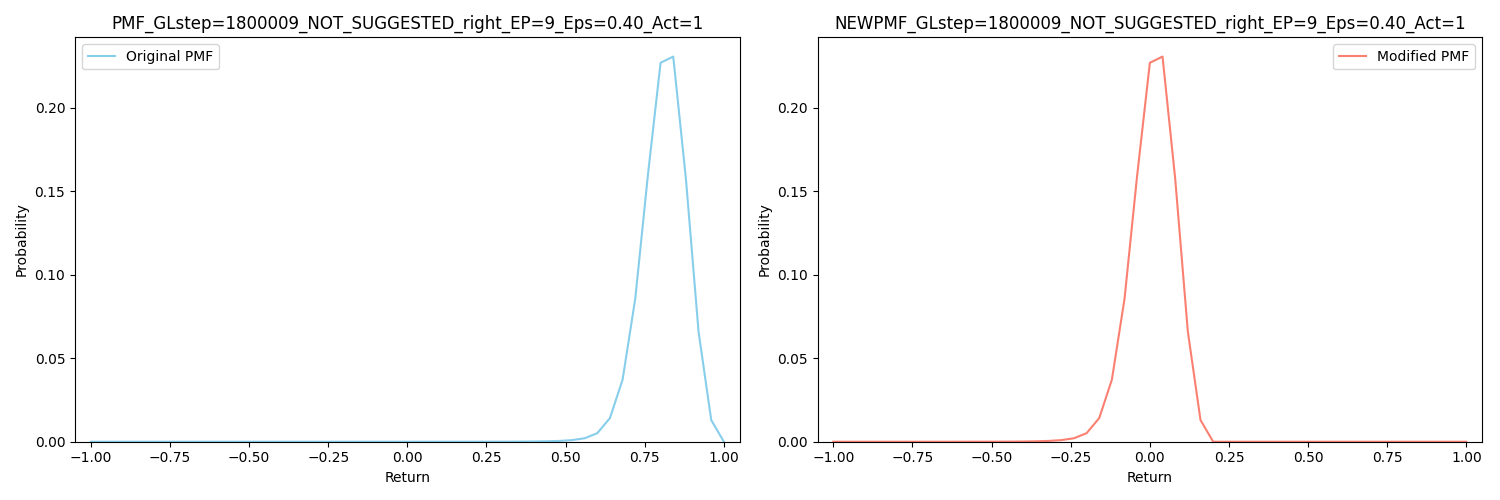 PMF_GLstep=1800009_NOT_SUGGESTED_right_EP=9_Eps=0.40_Act=1
Original PMF
0.20
0.15
0.10
0.05
0.00
Probability
−1.00 −0.75 −0.50 −0.25 0.00 0.25 0.50 0.75 1.00
Return
NEWPMF_GLstep=1800009_NOT_SUGGESTED_right_EP=9_Eps=0.40_Act=1
Modified PMF
0.20
0.15
0.10
0.05
0.00
Probability
−1.00 −0.75 −0.50 −0.25 0.00 0.25 0.50 0.75 1.00
Return